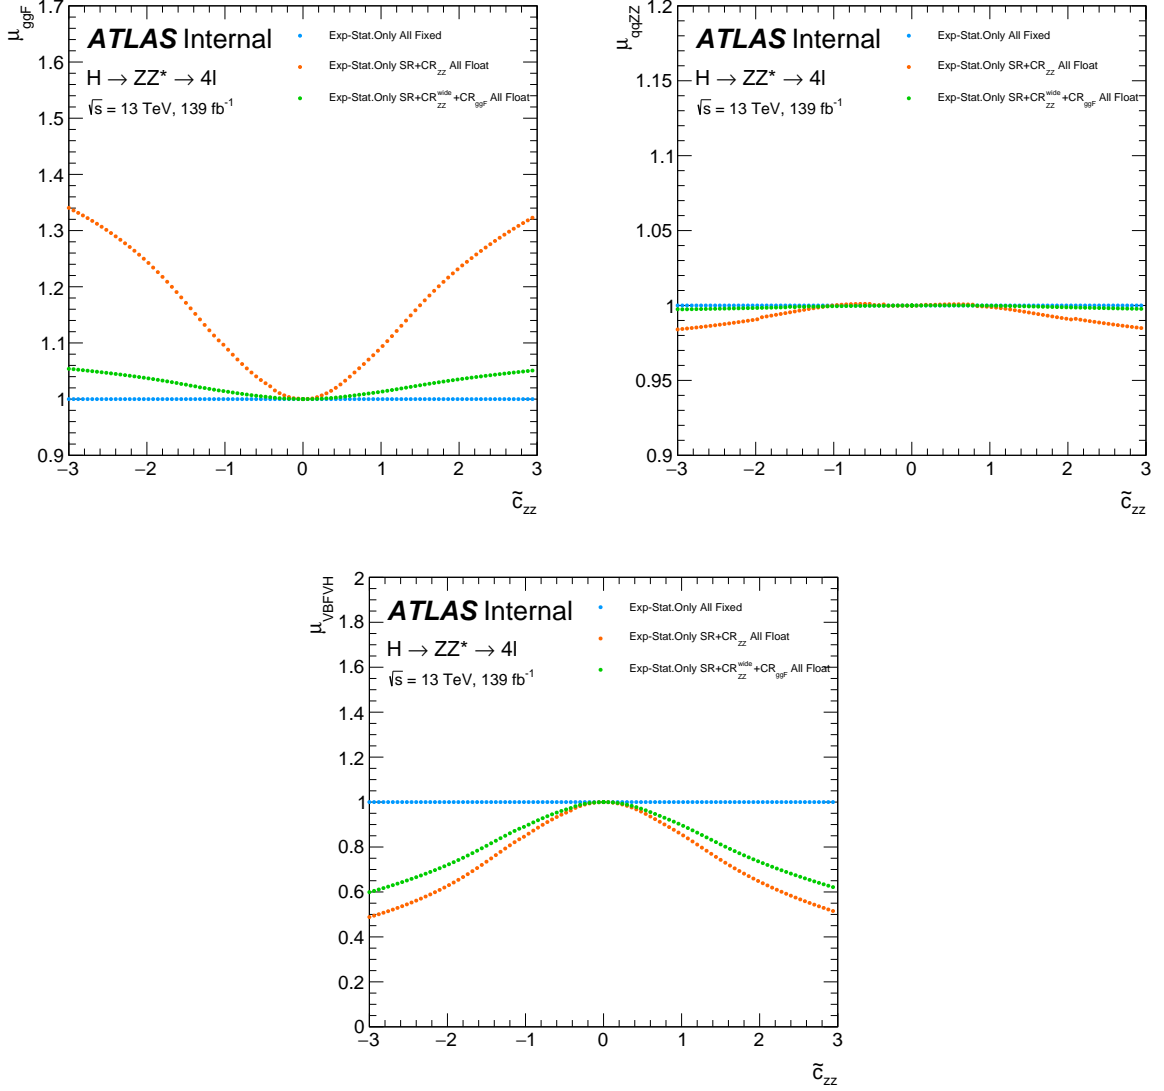 μ_ggF
1.7
1.6
1.5
1.4
1.3
1.2
1.1
1
0.9
ATLAS Internal
H → ZZ* → 4l
√s = 13 TeV, 139 fb⁻¹
Exp-Stat.Only All Fixed
Exp-Stat.Only SR+CR_ZZ All Float
Exp-Stat.Only SR+CR_ZZ^wide+CR_ggF All Float
−3 −2 −1 0 1 2 3
c̃_zz
μ_qqZZ
1.2
1.15
1.1
1.05
1
0.95
0.9
ATLAS Internal
H → ZZ* → 4l
√s = 13 TeV, 139 fb⁻¹
Exp-Stat.Only All Fixed
Exp-Stat.Only SR+CR_ZZ All Float
Exp-Stat.Only SR+CR_ZZ^wide+CR_ggF All Float
−3 −2 −1 0 1 2 3
c̃_zz
μ_VBFVH
2
1.8
1.6
1.4
1.2
1
0.8
0.6
0.4
0.2
0
ATLAS Internal
H → ZZ* → 4l
√s = 13 TeV, 139 fb⁻¹
Exp-Stat.Only All Fixed
Exp-Stat.Only SR+CR_ZZ All Float
Exp-Stat.Only SR+CR_ZZ^wide+CR_ggF All Float
−3 −2 −1 0 1 2 3
c̃_zz